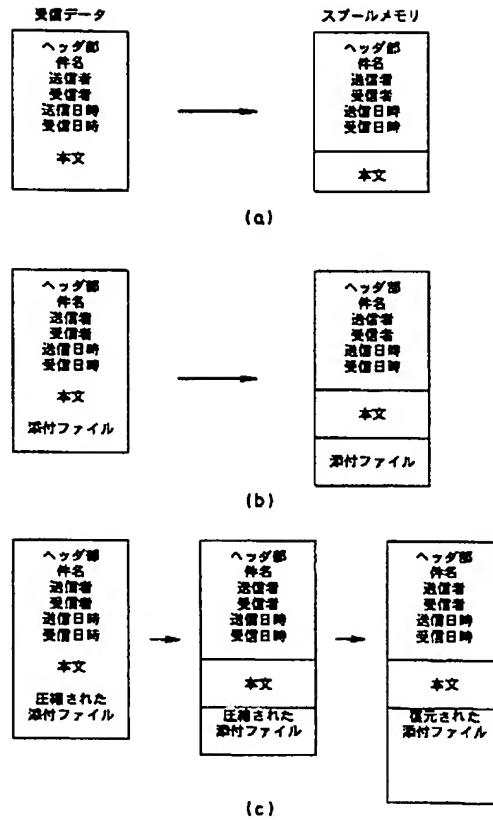 受信データ
スプールメモリ
ヘッダ部
件名
送信者
受信者
送信日時
受信日時
本文
ヘッダ部
件名
送信者
受信者
送信日時
受信日時
本文
(a)
ヘッダ部
件名
送信者
受信者
送信日時
受信日時
本文
添付ファイル
ヘッダ部
件名
送信者
受信者
送信日時
受信日時
本文
添付ファイル
(b)
ヘッダ部
件名
送信者
受信者
送信日時
受信日時
本文
圧縮された
添付ファイル
ヘッダ部
件名
送信者
受信者
送信日時
受信日時
本文
圧縮された
添付ファイル
ヘッダ部
件名
送信者
受信者
送信日時
受信日時
本文
復元された
添付ファイル
(c)